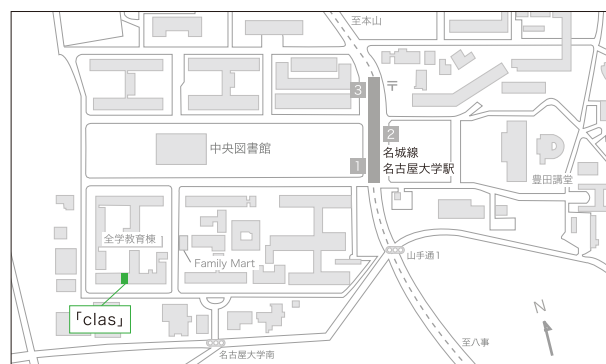 至本山
3
〒
2
中央図書館
名城線
名古屋大学駅
1
豊田講堂
全学教育棟
Family Mart
山手通1
「clas」
N
至八事
名古屋大学南